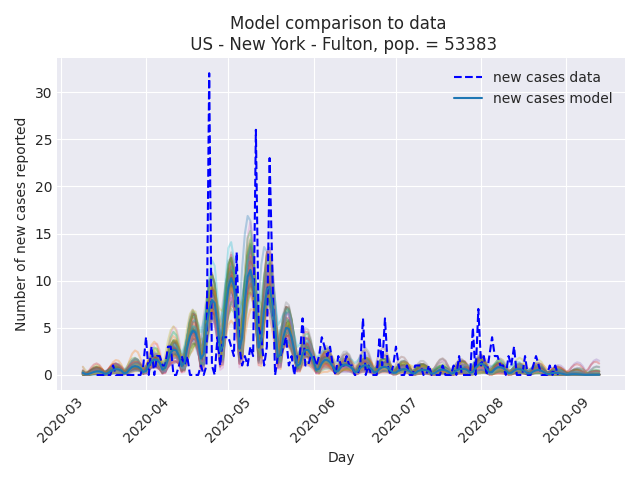 Model comparison to data
US - New York - Fulton, pop. = 53383
new cases data
new cases model
Number of new cases reported
30
25
20
15
10
5
0
2020-03
2020-04
2020-05
2020-06
2020-07
2020-08
2020-09
Day